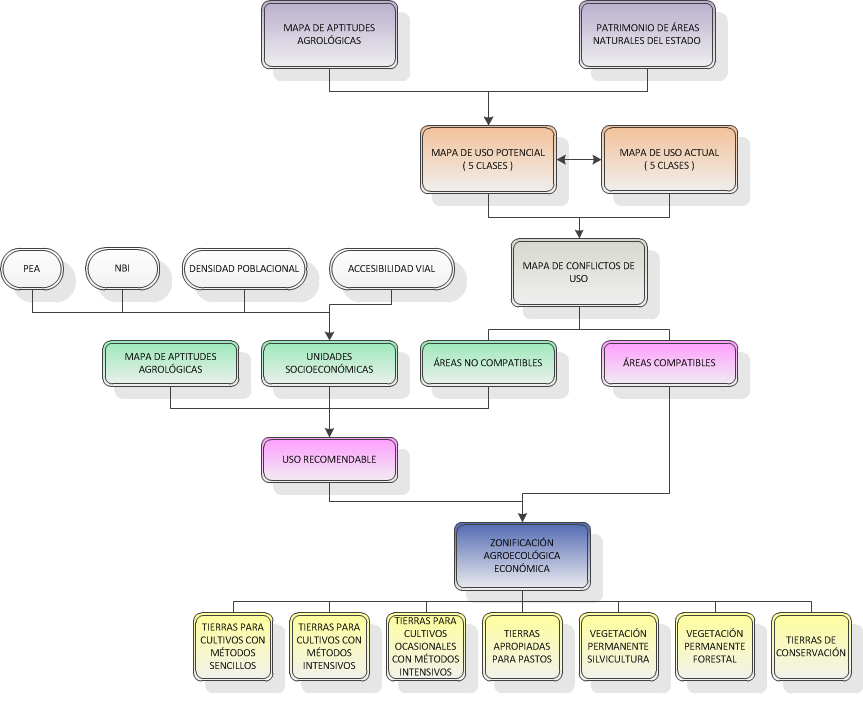 MAPA DE APTITUDES
AGROLÓGICAS
PATRIMONIO DE ÁREAS
NATURALES DEL ESTADO
MAPA DE USO POTENCIAL
( 5 CLASES )
MAPA DE USO ACTUAL
( 5 CLASES )
PEA
NBI
DENSIDAD POBLACIONAL
ACCESIBILIDAD VIAL
MAPA DE CONFLICTOS DE
USO
MAPA DE APTITUDES
AGROLÓGICAS
UNIDADES
SOCIOECONÓMICAS
ÁREAS NO COMPATIBLES
ÁREAS COMPATIBLES
USO RECOMENDABLE
ZONIFICACIÓN
AGROECOLÓGICA
ECONÓMICA
TIERRAS PARA
CULTIVOS CON
MÉTODOS
SENCILLOS
TIERRAS PARA
CULTIVOS CON
MÉTODOS
INTENSIVOS
TIERRAS PARA
CULTIVOS
OCASIONALES
CON MÉTODOS
INTENSIVOS
TIERRAS
APROPIADAS
PARA PASTOS
VEGETACIÓN
PERMANENTE
SILVICULTURA
VEGETACIÓN
PERMANENTE
FORESTAL
TIERRAS DE
CONSERVACIÓN